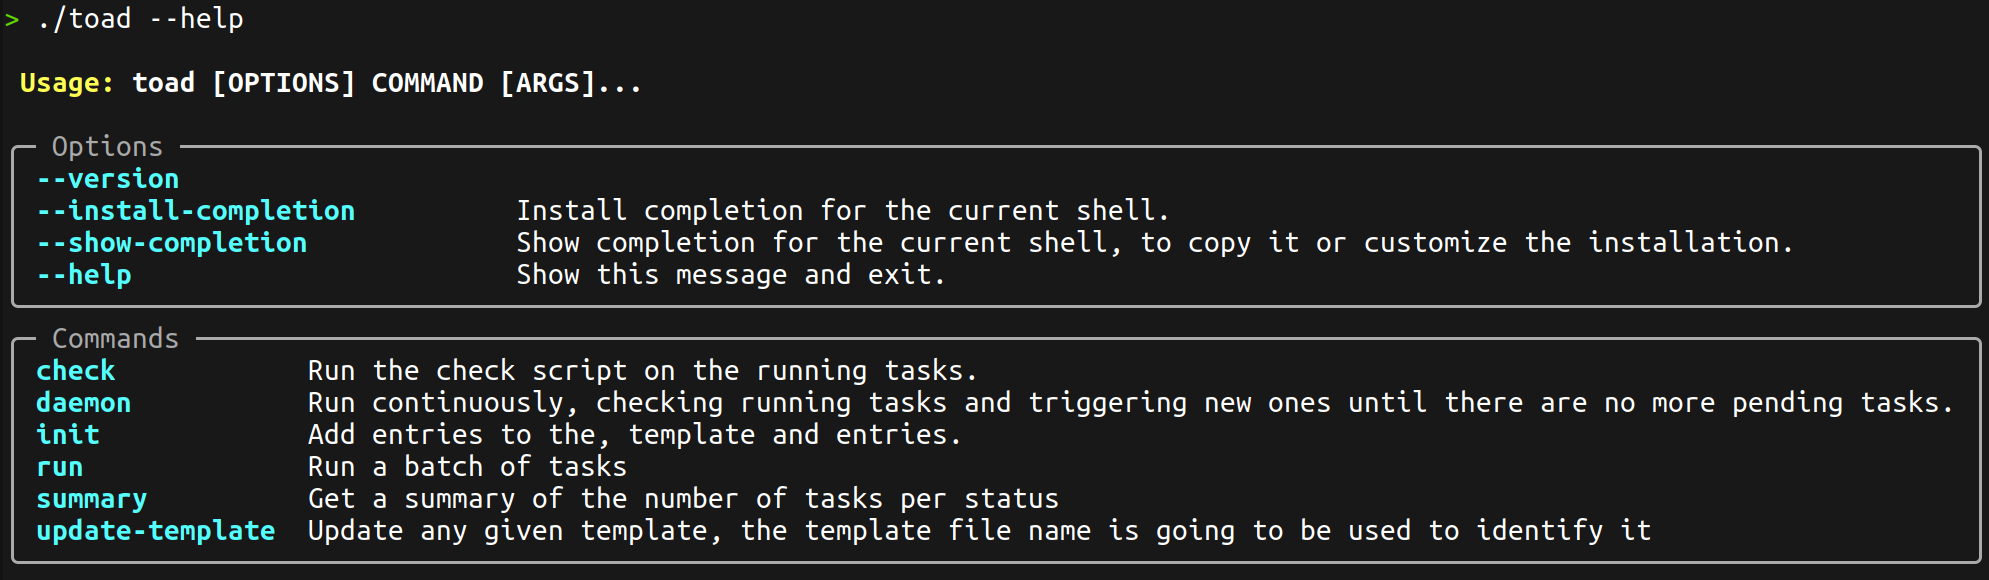 > ./toad --help
Usage: toad [OPTIONS] COMMAND [ARGS]...
Options
--version
--install-completion Install completion for the current shell.
--show-completion Show completion for the current shell, to copy it or customize the installation.
--help Show this message and exit.
Commands
check Run the check script on the running tasks.
daemon Run continuously, checking running tasks and triggering new ones until there are no more pending tasks.
init Add entries to the, template and entries.
run Run a batch of tasks
summary Get a summary of the number of tasks per status
update-template Update any given template, the template file name is going to be used to identify it